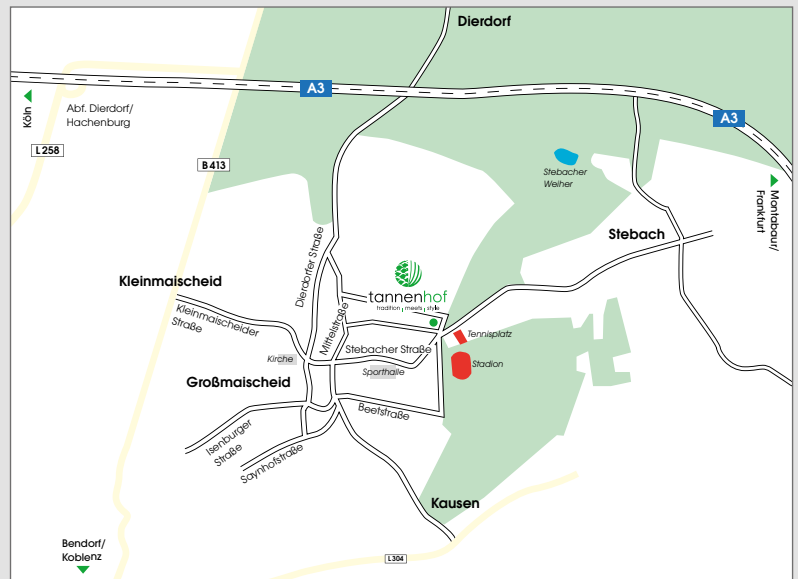 Dierdorf
A3
A3
Köln
Abf. Dierdorf/
Hachenburg
L258
B413
Stebacher
Weiher
Montabaur/
Frankfurt
Stebach
Dierdorfer Straße
Kleinmaischeid
tannenhof
tradition meets style
Kleinmaischeider
Straße
Mittelstraße
Tennisplatz
Stebacher Straße
Kirche
Sporthalle
Stadion
Großmaischeid
Beetstraße
Isenburger
Straße
Saynhofstraße
Kausen
Bendorf/
Koblenz
L304